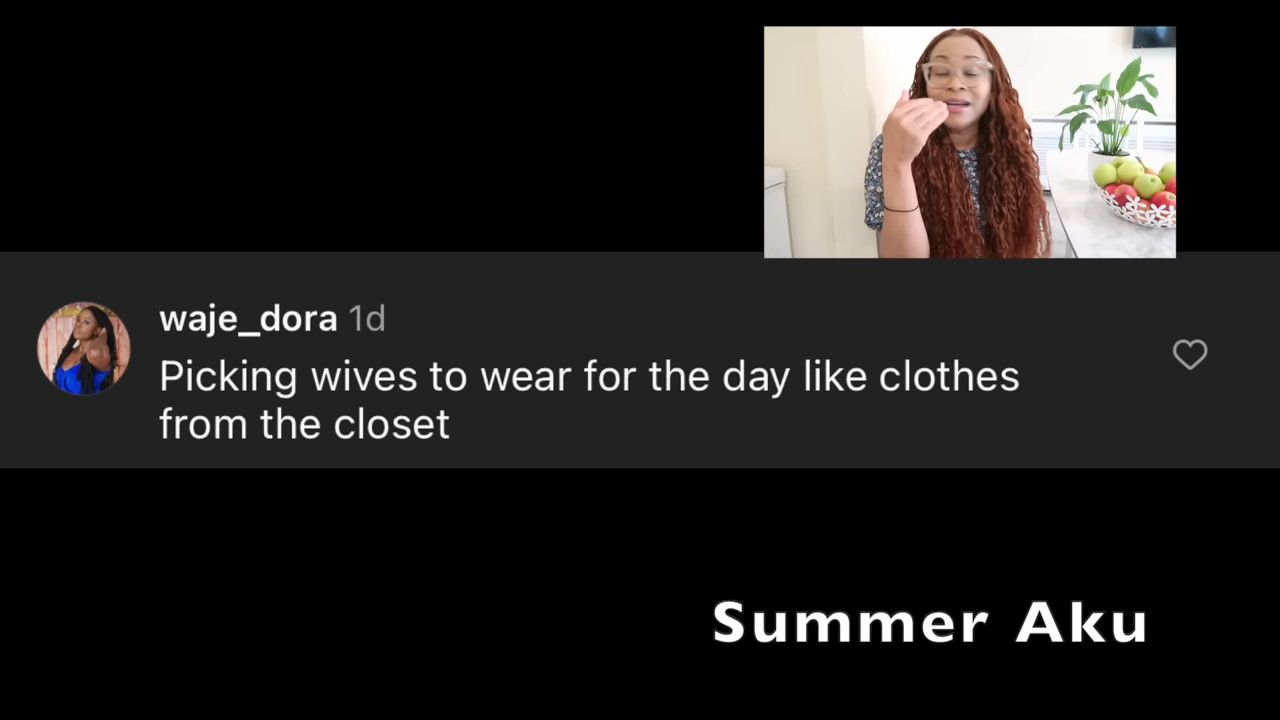 waje_dora 1d
Picking wives to wear for the day like clothes
from the closet
Summer Aku